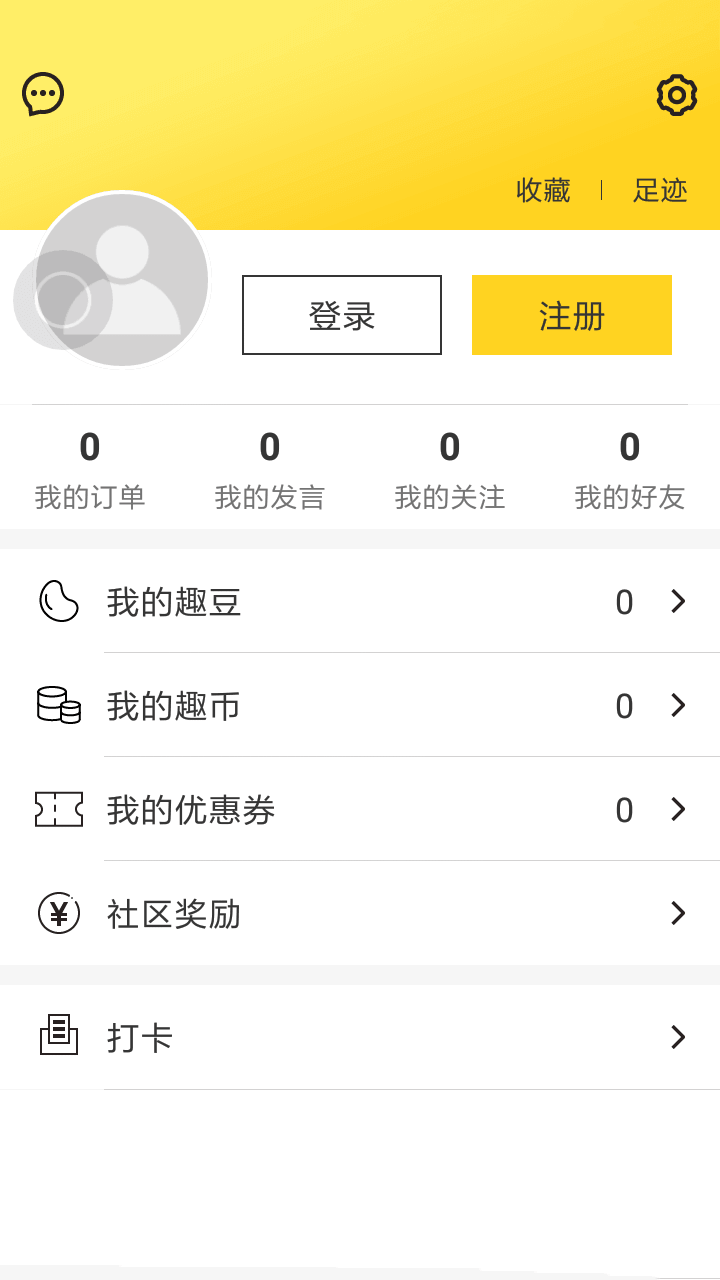 收藏 足迹
登录 注册
0 0 0 0
我的订单 我的发言 我的关注 我的好友
我的趣豆 0
我的趣币 0
我的优惠券 0
社区奖励
打卡